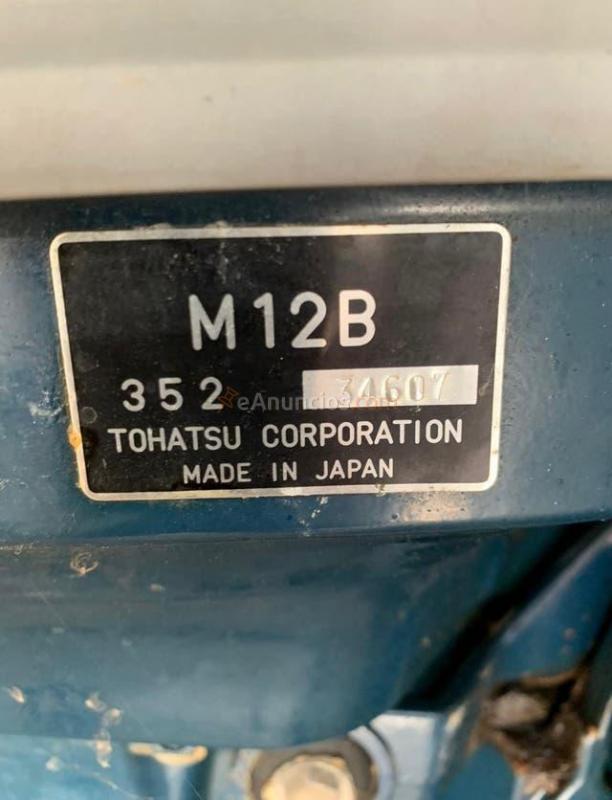 M12B
352 34607
eAnuncios.com
TOHATSU CORPORATION
MADE IN JAPAN